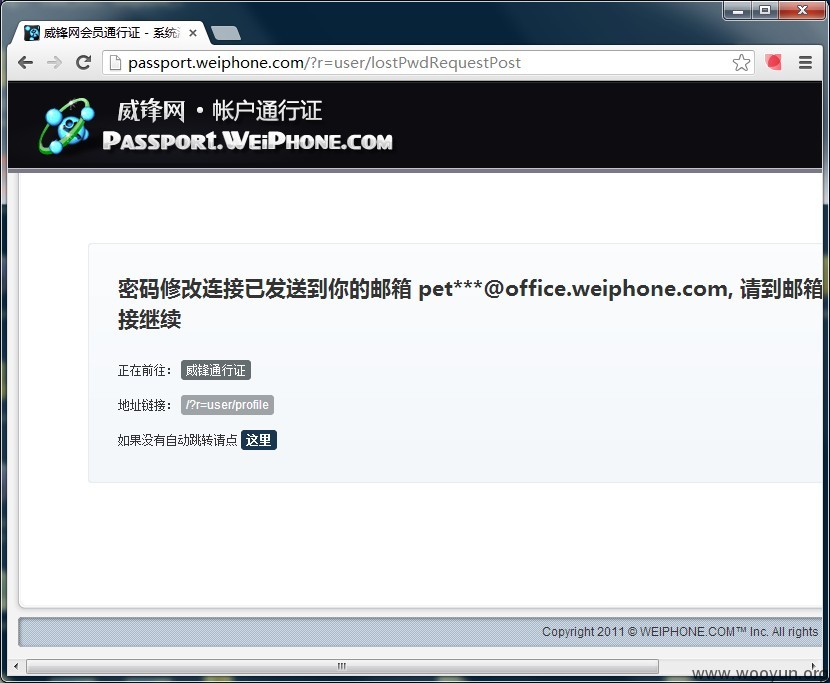 威锋网会员通行证 - 系统
passport.weiphone.com/?r=user/lostPwdRequestPost
威锋网·帐户通行证
PASSPORT.WEIPHONE.COM
密码修改连接已发送到你的邮箱 pet***@office.weiphone.com, 请到邮箱
接继续
正在前往： 威锋通行证
地址链接： /?r=user/profile
如果没有自动跳转请点 这里
Copyright 2011 © WEIPHONE.COM™ Inc. All rights
www.wooyun.org